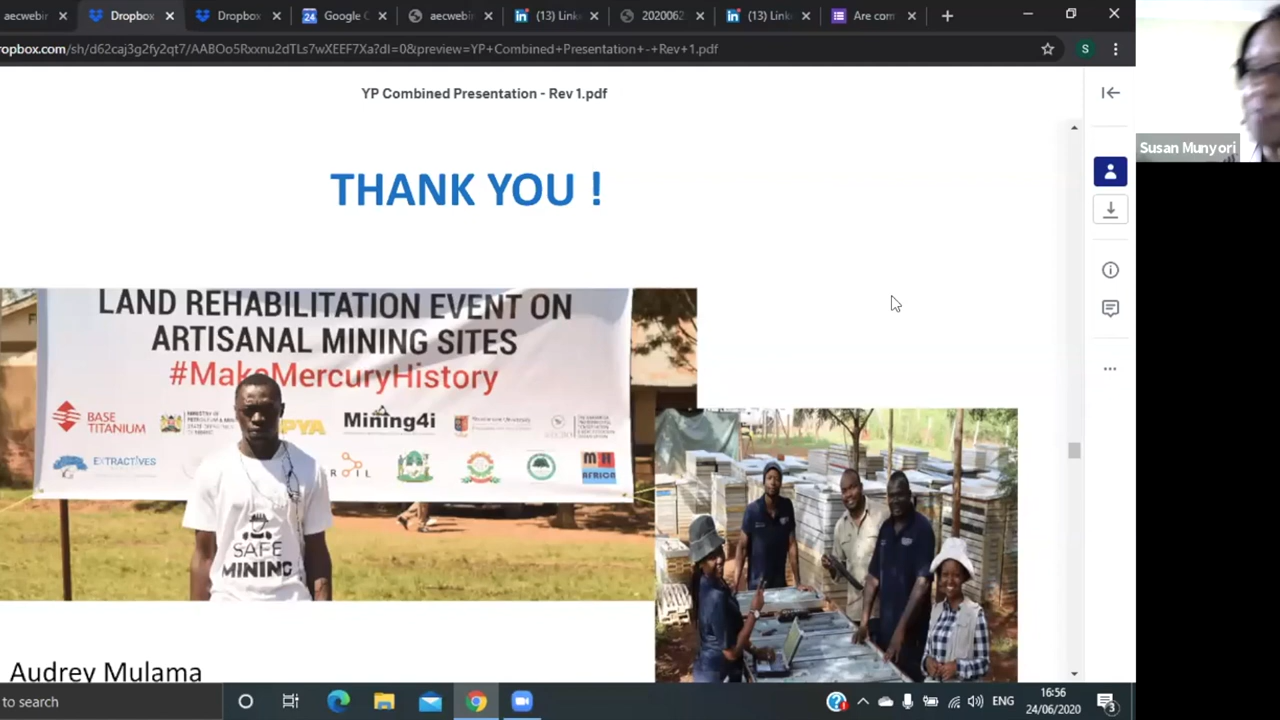 Dropbox
Dropbox
Google C
aecwebin
(13) Link
2020062
(13) Link
Are com
ropbox.com/sh/d62caj3g2fy2qt7/AABOo5Rxxnu2dTLs7wXEEF7Xa?dl=0&preview=YP+Combined+Presentation+-+Rev+1.pdf
S
YP Combined Presentation - Rev 1.pdf
Susan Munyori
THANK YOU !
LAND REHABILITATION EVENT ON
ARTISANAL MINING SITES
#MakeMercuryHistory
BASE
TITANIUM
Mining4i
EXTRACTIVES
AFRICA
SAFE
MINING
Audrey Mulama
to search
ENG
16:56
24/06/2020
3